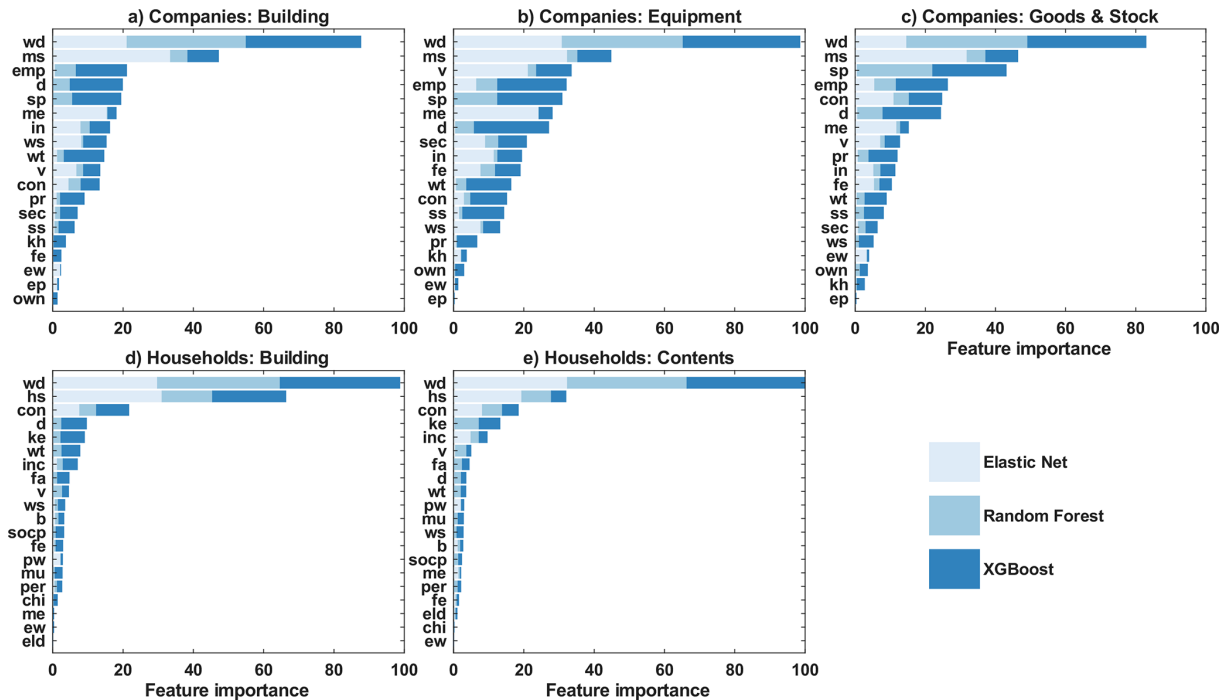 a) Companies: Building
wd
ms
emp
d
sp
me
in
ws
wt
v
con
pr
sec
ss
kh
fe
ew
ep
own
0 20 40 60 80 100
b) Companies: Equipment
wd
ms
v
emp
sp
me
d
sec
in
fe
wt
con
ss
ws
pr
kh
own
ew
ep
0 20 40 60 80 100
c) Companies: Goods & Stock
wd
ms
sp
emp
con
d
me
v
pr
in
fe
wt
ss
sec
ws
ew
own
kh
ep
0 20 40 60 80 100
Feature importance
d) Households: Building
wd
hs
con
d
ke
wt
inc
fa
v
ws
b
socp
fe
pw
mu
per
chi
me
ew
eld
0 20 40 60 80 100
Feature importance
e) Households: Contents
wd
hs
con
ke
inc
v
fa
d
wt
pw
mu
ws
b
socp
me
per
fe
eld
chi
ew
0 20 40 60 80 100
Feature importance
Elastic Net
Random Forest
XGBoost